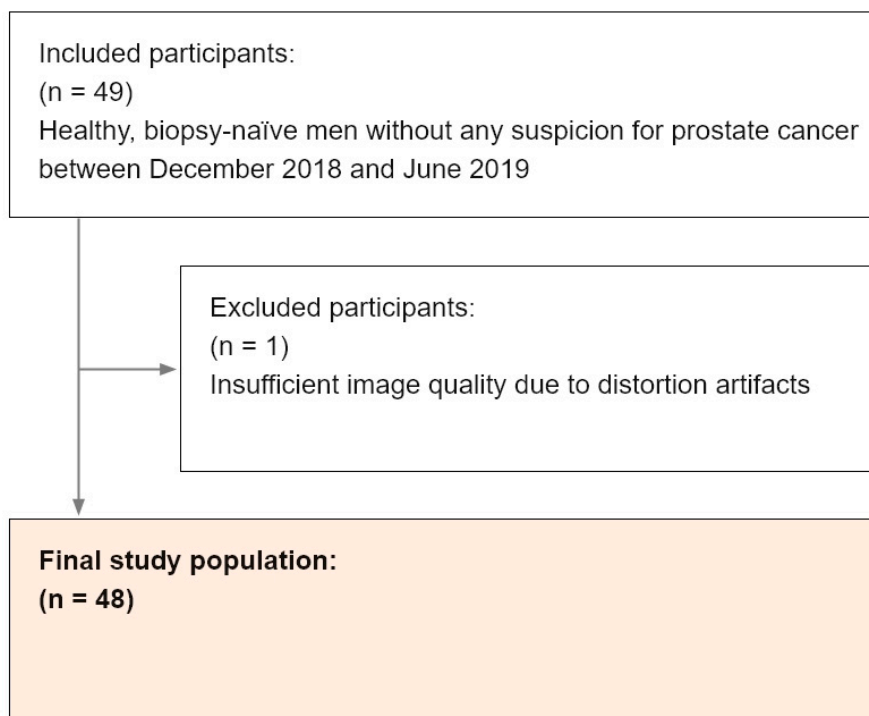 Included participants:
(n = 49)
Healthy, biopsy-naïve men without any suspicion for prostate cancer
between December 2018 and June 2019
Excluded participants:
(n = 1)
Insufficient image quality due to distortion artifacts
Final study population:
(n = 48)